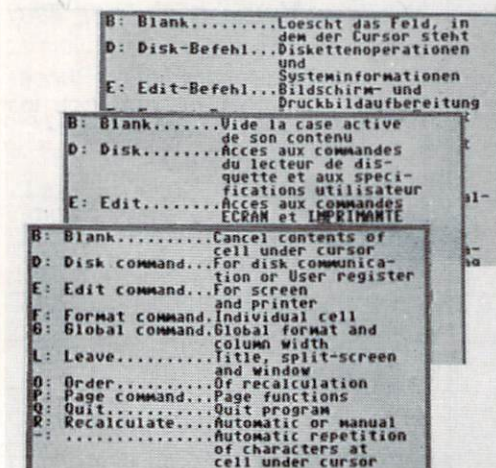 B: Blank.........Loescht das Feld, in
dem der Cursor steht
D: Disk-Befehl...Diskettenoperationen
und
Systeminformationen
E: Edit-Befehl...Bildschirm- und
Druckbildaufbereitung
B: Blank.......Vide la case active
de son contenu
D: Disk........Acces aux commandes
du lecteur de dis-
quette et aux speci-
fications utilisateur
E: Edit........Acces aux commandes
ECRAN et IMPRIMANTE
B: Blank..........Cancel contents of
cell under cursor
D: Disk command...For disk communica-
tion or User register
E: Edit command...For screen
and printer
F: Format command.Individual cell
G: Global command.Global format and
column width
L: Leave..........Title, split-screen
and window
O: Order..........Of recalculation
P: Page command...Page functions
Q: Quit...........Quit program
R: Recalculate....Automatic or manual
-: ...............Automatic repetition
of characters at
cell under cursor